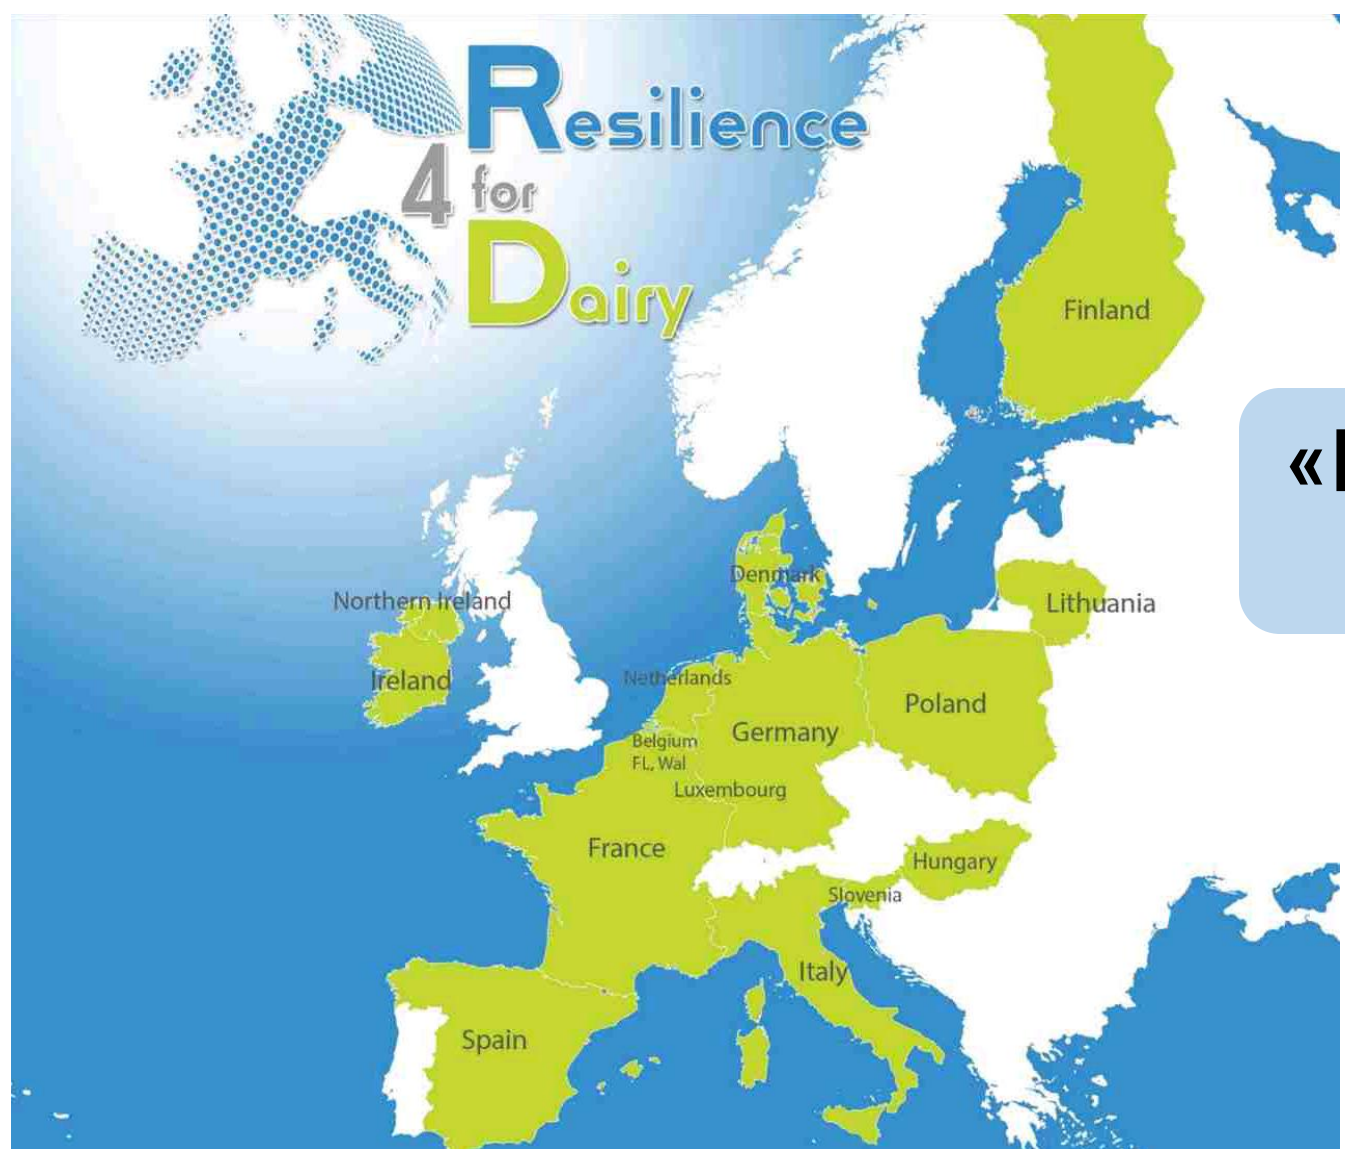 Resilience
4 for
Dairy
Finland
Denmark
Northern Ireland
Lithuania
Netherlands
Ireland
Poland
Germany
Belgium
FL, Wal
Luxembourg
France
Hungary
Slovenia
Italy
Spain
«